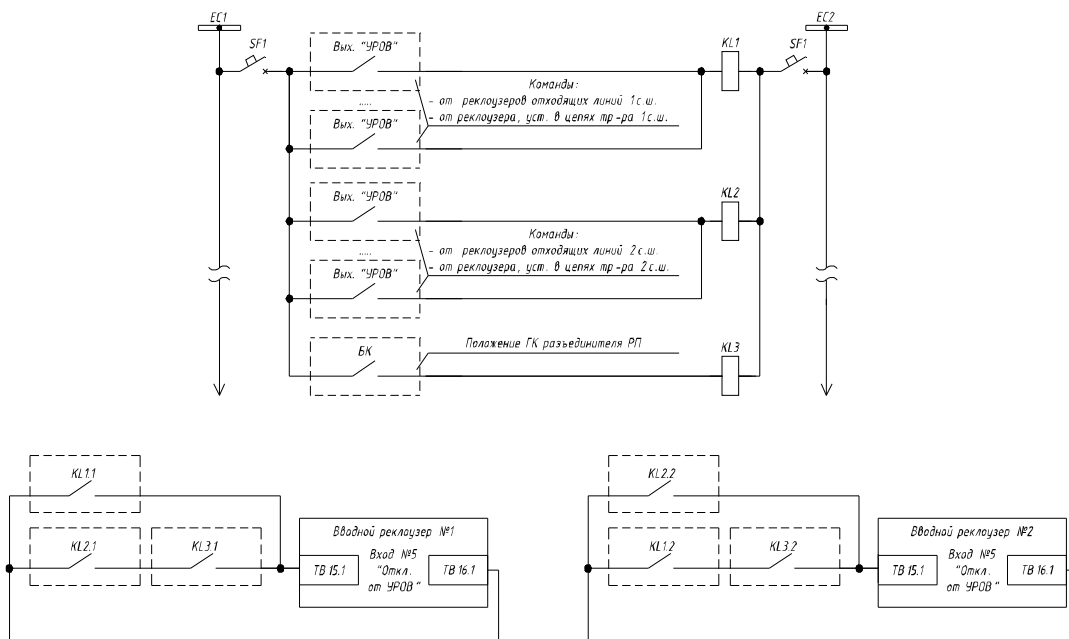 EC1
EC2
SF1
SF1
Вых. "УРОВ"
KL1
Команды:
- от реклоузеров отходящих линий 1с.ш.
- от реклоузера, уст. в цепях тр-ра 1с.ш.
.....
Вых. "УРОВ"
Вых. "УРОВ"
KL2
Команды:
- от реклоузеров отходящих линий 2с.ш.
- от реклоузера, уст. в цепях тр-ра 2с.ш.
.....
Вых. "УРОВ"
БК
Положение ГК разъединителя РП
KL3
KL1.1
KL2.1
KL3.1
Вводной реклоузер №1
TB 15.1
Вход №5
"Откл.
от УРОВ"
TB 16.1
KL2.2
KL1.2
KL3.2
Вводной реклоузер №2
TB 15.1
Вход №5
"Откл.
от УРОВ"
TB 16.1